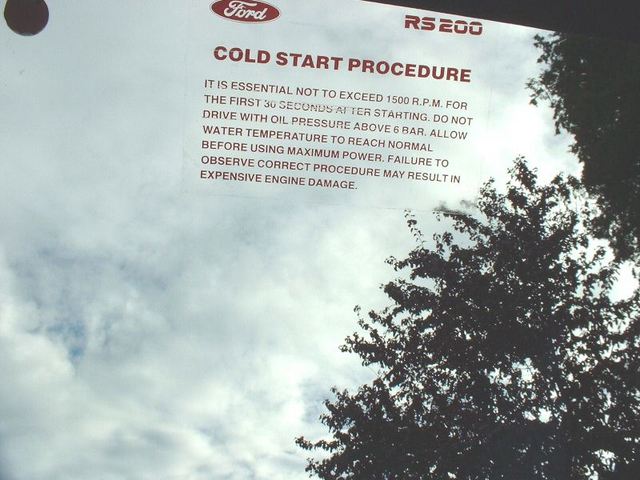 Ford
RS200
COLD START PROCEDURE
IT IS ESSENTIAL NOT TO EXCEED 1500 R.P.M. FOR
THE FIRST 30 SECONDS AFTER STARTING. DO NOT
DRIVE WITH OIL PRESSURE ABOVE 6 BAR. ALLOW
WATER TEMPERATURE TO REACH NORMAL
BEFORE USING MAXIMUM POWER. FAILURE TO
OBSERVE CORRECT PROCEDURE MAY RESULT IN
EXPENSIVE ENGINE DAMAGE.